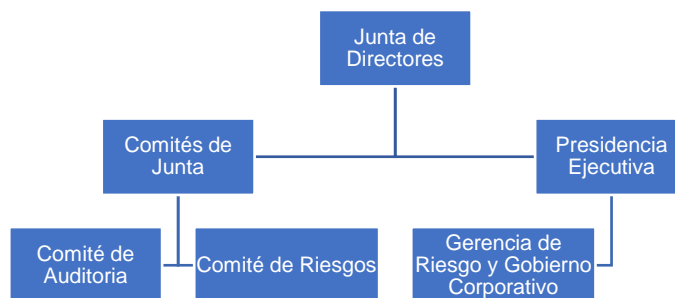 Junta de
Directores
Comités de
Junta
Presidencia
Ejecutiva
Comité de
Auditoria
Comité de Riesgos
Gerencia de
Riesgo y Gobierno
Corporativo